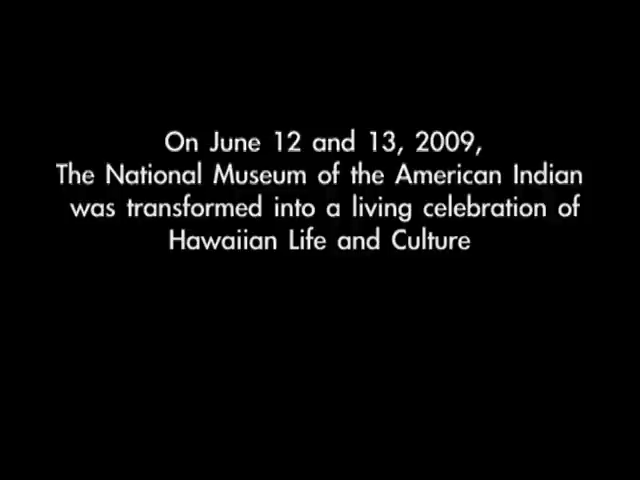 On June 12 and 13, 2009,
The National Museum of the American Indian
was transformed into a living celebration of
Hawaiian Life and Culture